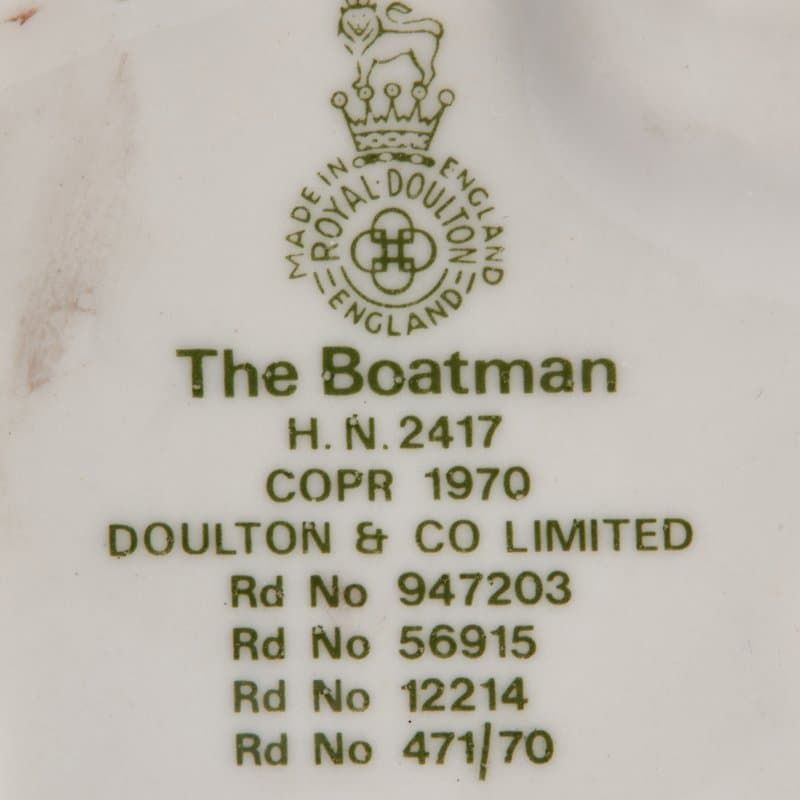 MADE IN ENGLAND
ROYAL DOULTON
ENGLAND
The Boatman
H. N. 2417
COPR 1970
DOULTON & CO LIMITED
Rd No 947203
Rd No 56915
Rd No 12214
Rd No 471/70